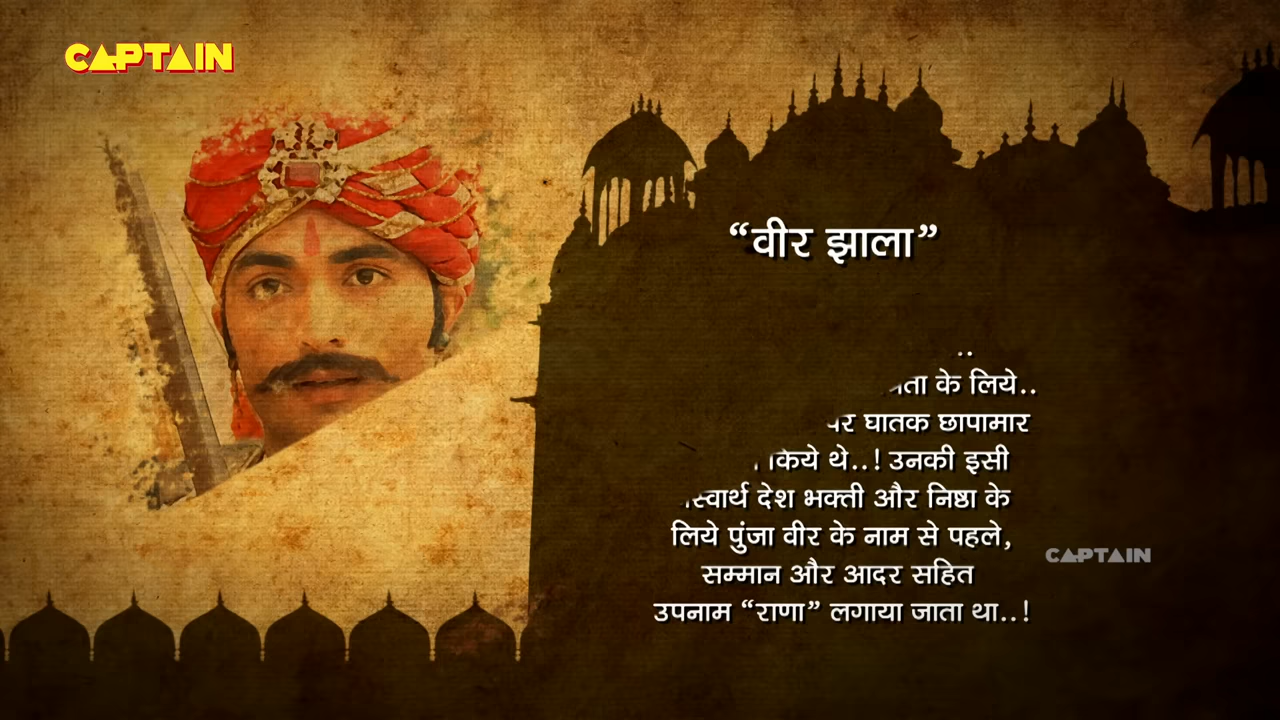 CAPTAIN
“वीर झाला”
..
के लिये..
घातक छापामार
थे..! उनकी इसी
देश भक्ती और निष्ठा के
लिये पुंजा वीर के नाम से पहले,
सम्मान और आदर सहित
उपनाम “राणा” लगाया जाता था..!
CAPTAIN